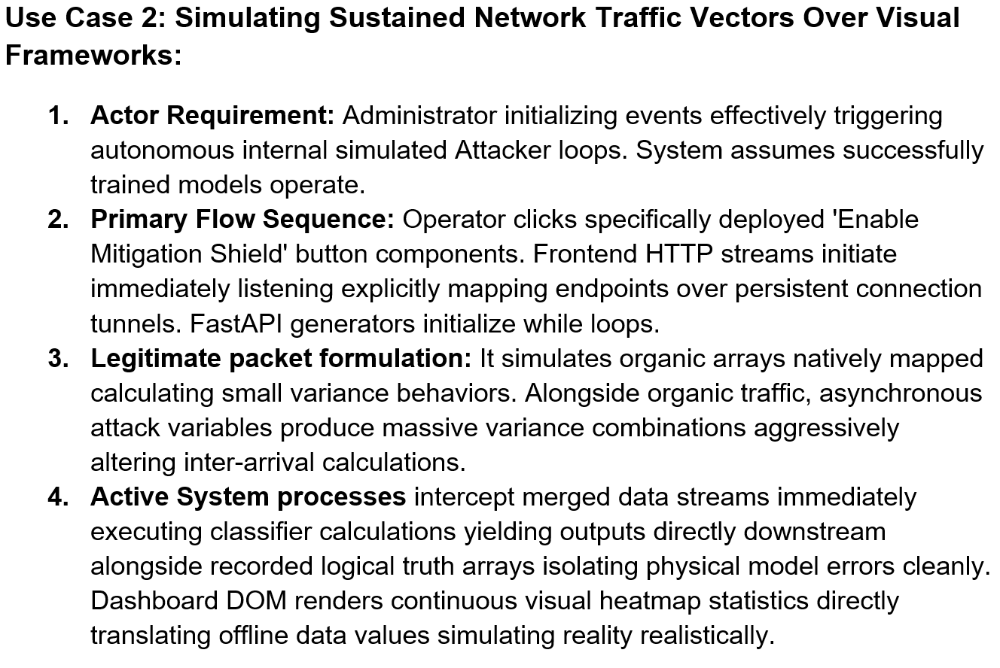 Use Case 2: Simulating Sustained Network Traffic Vectors Over Visual
Frameworks:
1. Actor Requirement: Administrator initializing events effectively triggering
autonomous internal simulated Attacker loops. System assumes successfully
trained models operate.
2. Primary Flow Sequence: Operator clicks specifically deployed 'Enable
Mitigation Shield' button components. Frontend HTTP streams initiate
immediately listening explicitly mapping endpoints over persistent connection
tunnels. FastAPI generators initialize while loops.
3. Legitimate packet formulation: It simulates organic arrays natively mapped
calculating small variance behaviors. Alongside organic traffic, asynchronous
attack variables produce massive variance combinations aggressively
altering inter-arrival calculations.
4. Active System processes intercept merged data streams immediately
executing classifier calculations yielding outputs directly downstream
alongside recorded logical truth arrays isolating physical model errors cleanly.
Dashboard DOM renders continuous visual heatmap statistics directly
translating offline data values simulating reality realistically.